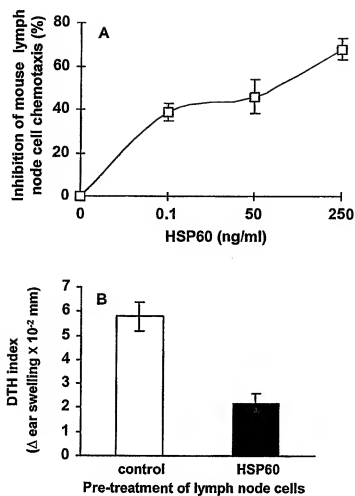 A
Inhibition of mouse lymph
node cell chemotaxis (%)
80
60
40
20
0
0 0.1 50 250
HSP60 (ng/ml)
B
DTH index
(Δ ear swelling X 10⁻² mm)
7
6
5
4
3
2
1
0
control HSP60
Pre-treatment of lymph node cells